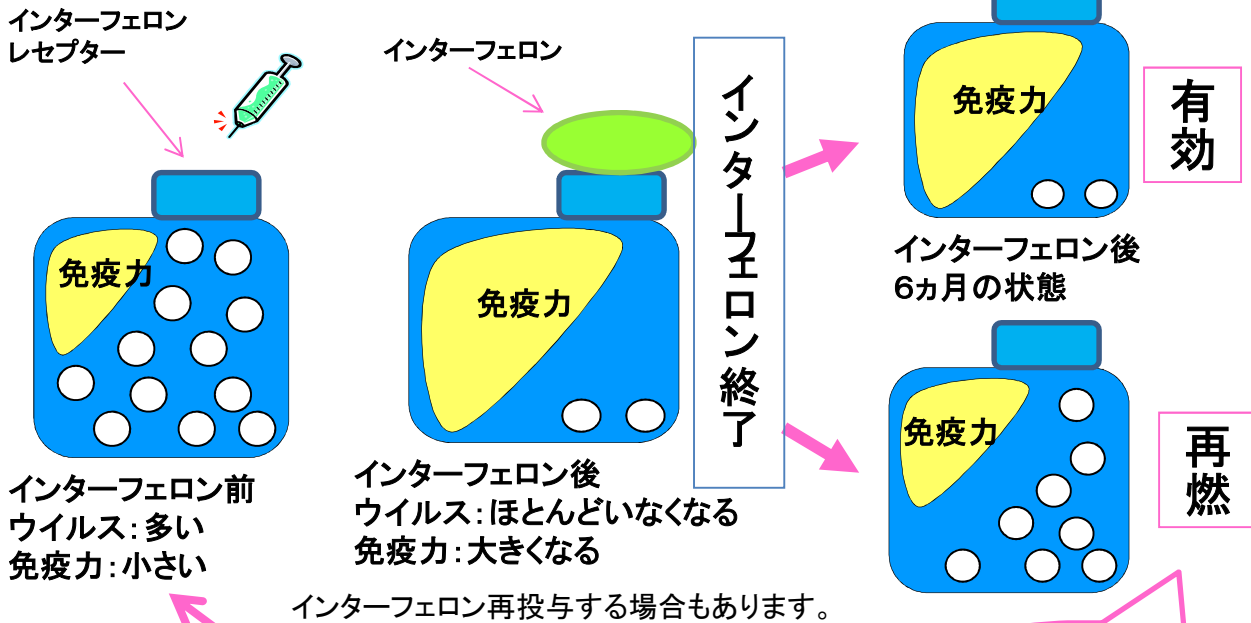 インターフェロン
レセプター
インターフェロン
免疫力
インターフェロン前
ウイルス：多い
免疫力：小さい
免疫力
インターフェロン後
ウイルス：ほとんどいなくなる
免疫力：大きくなる
インターフェロン終了
免疫力
有効
インターフェロン後
６ヵ月の状態
免疫力
再燃
インターフェロン再投与する場合もあります。